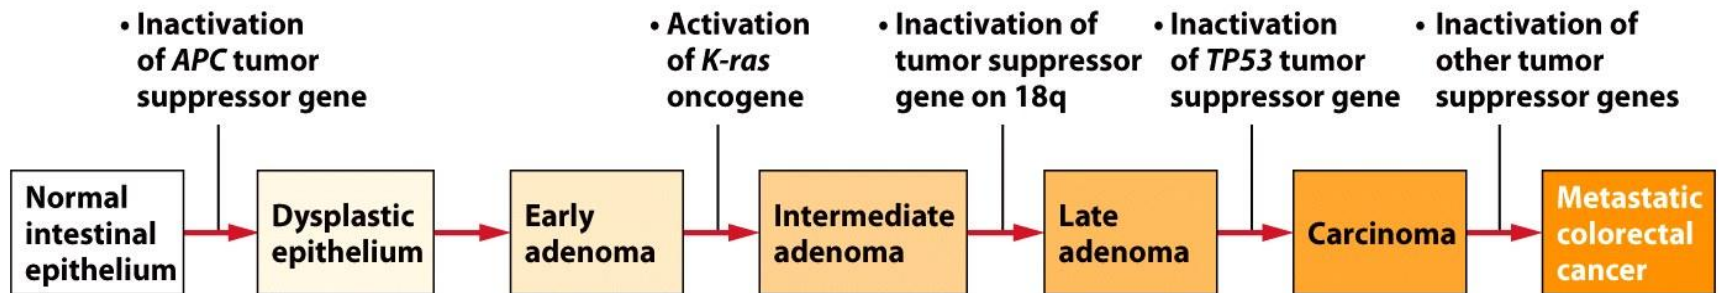 • Inactivation
of APC tumor
suppressor gene
• Activation
of K-ras
oncogene
• Inactivation of
tumor suppressor
gene on 18q
• Inactivation
of TP53 tumor
suppressor gene
• Inactivation of
other tumor
suppressor genes
Normal
intestinal
epithelium
Dysplastic
epithelium
Early
adenoma
Intermediate
adenoma
Late
adenoma
Carcinoma
Metastatic
colorectal
cancer